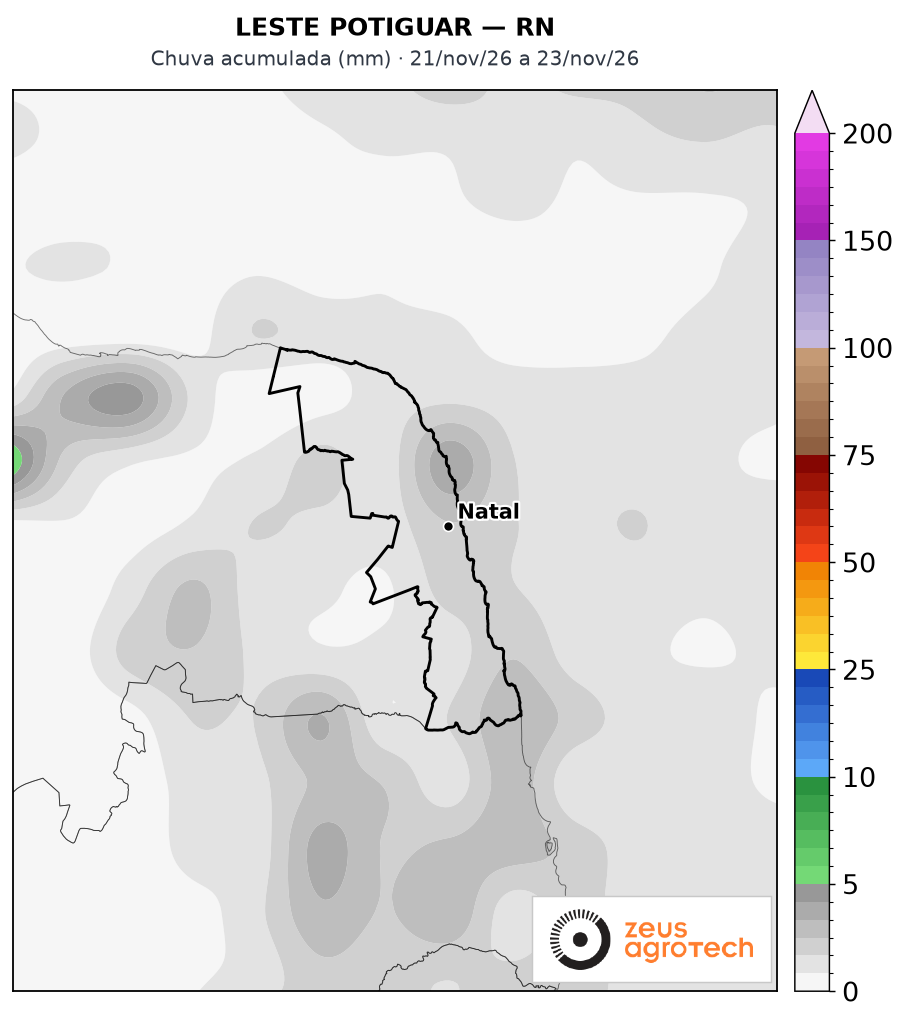 LESTE POTIGUAR — RN
Chuva acumulada (mm) · 21/nov/26 a 23/nov/26
200
150
100
75
50
25
10
5
0
Natal
zeus
agrotech